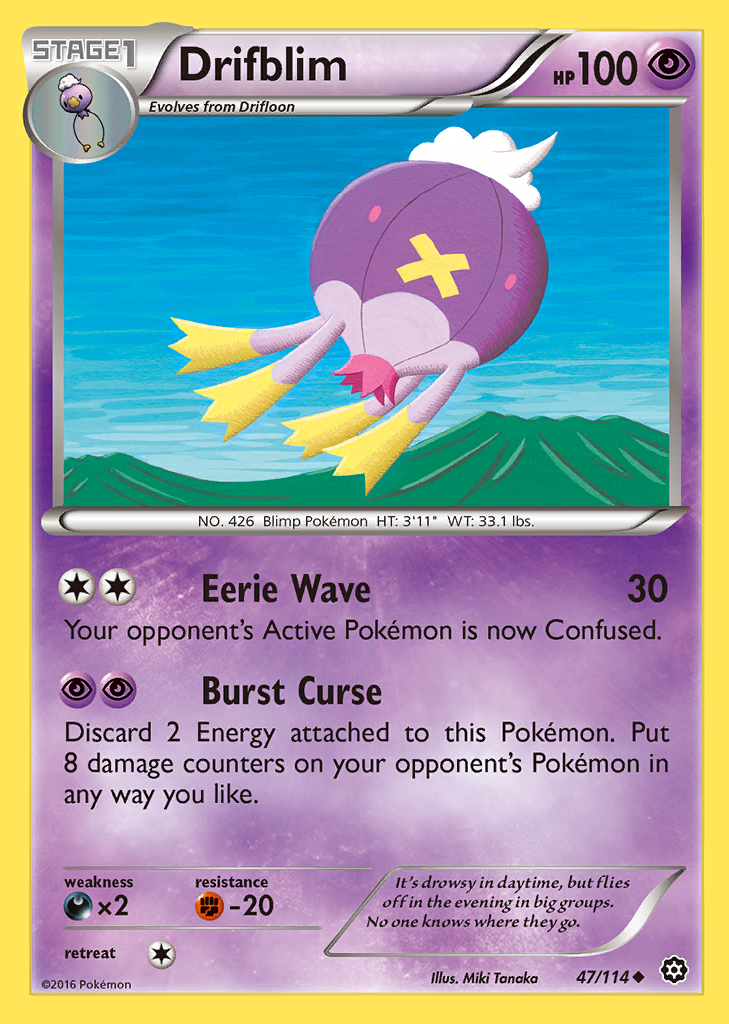 STAGE1
Drifblim
HP100
Evolves from Drifloon
NO. 426 Blimp Pokémon HT: 3'11" WT: 33.1 lbs.
Eerie Wave 30
Your opponent's Active Pokémon is now Confused.
Burst Curse
Discard 2 Energy attached to this Pokémon. Put
8 damage counters on your opponent's Pokémon in
any way you like.
weakness resistance
×2 -20
It's drowsy in daytime, but flies
off in the evening in big groups.
No one knows where they go.
retreat
©2016 Pokémon
Illus. Miki Tanaka 47/114